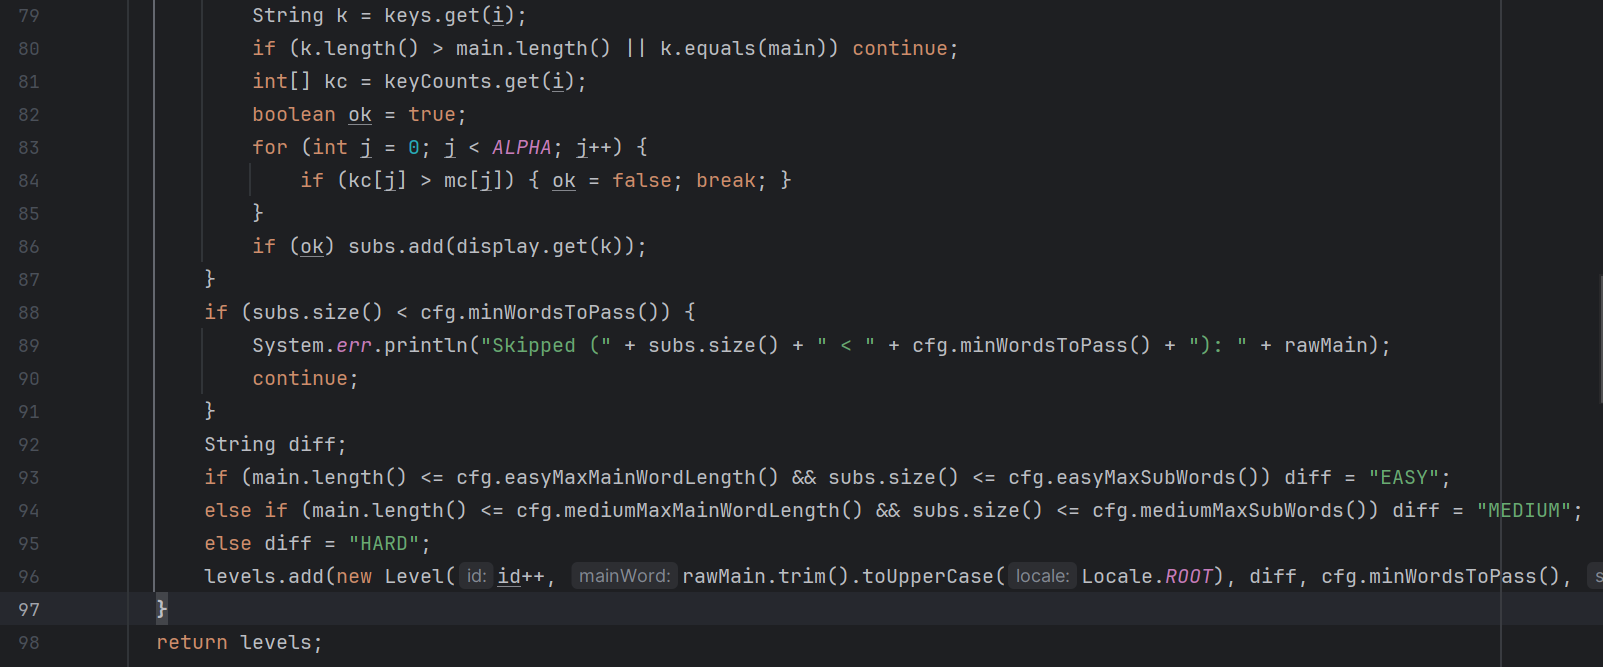 79 String k = keys.get(i);
80 if (k.length() > main.length() || k.equals(main)) continue;
81 int[] kc = keyCounts.get(i);
82 boolean ok = true;
83 for (int j = 0; j < ALPHA; j++) {
84 if (kc[j] > mc[j]) { ok = false; break; }
85 }
86 if (ok) subs.add(display.get(k));
87 }
88 if (subs.size() < cfg.minWordsToPass()) {
89 System.err.println("Skipped (" + subs.size() + " < " + cfg.minWordsToPass() + "): " + rawMain);
90 continue;
91 }
92 String diff;
93 if (main.length() <= cfg.easyMaxMainWordLength() && subs.size() <= cfg.easyMaxSubWords()) diff = "EASY";
94 else if (main.length() <= cfg.mediumMaxMainWordLength() && subs.size() <= cfg.mediumMaxSubWords()) diff = "MEDIUM";
95 else diff = "HARD";
96 levels.add(new Level( id: id++, mainWord: rawMain.trim().toUpperCase( locale: Locale.ROOT), diff, cfg.minWordsToPass(),
97 }
98 return levels;